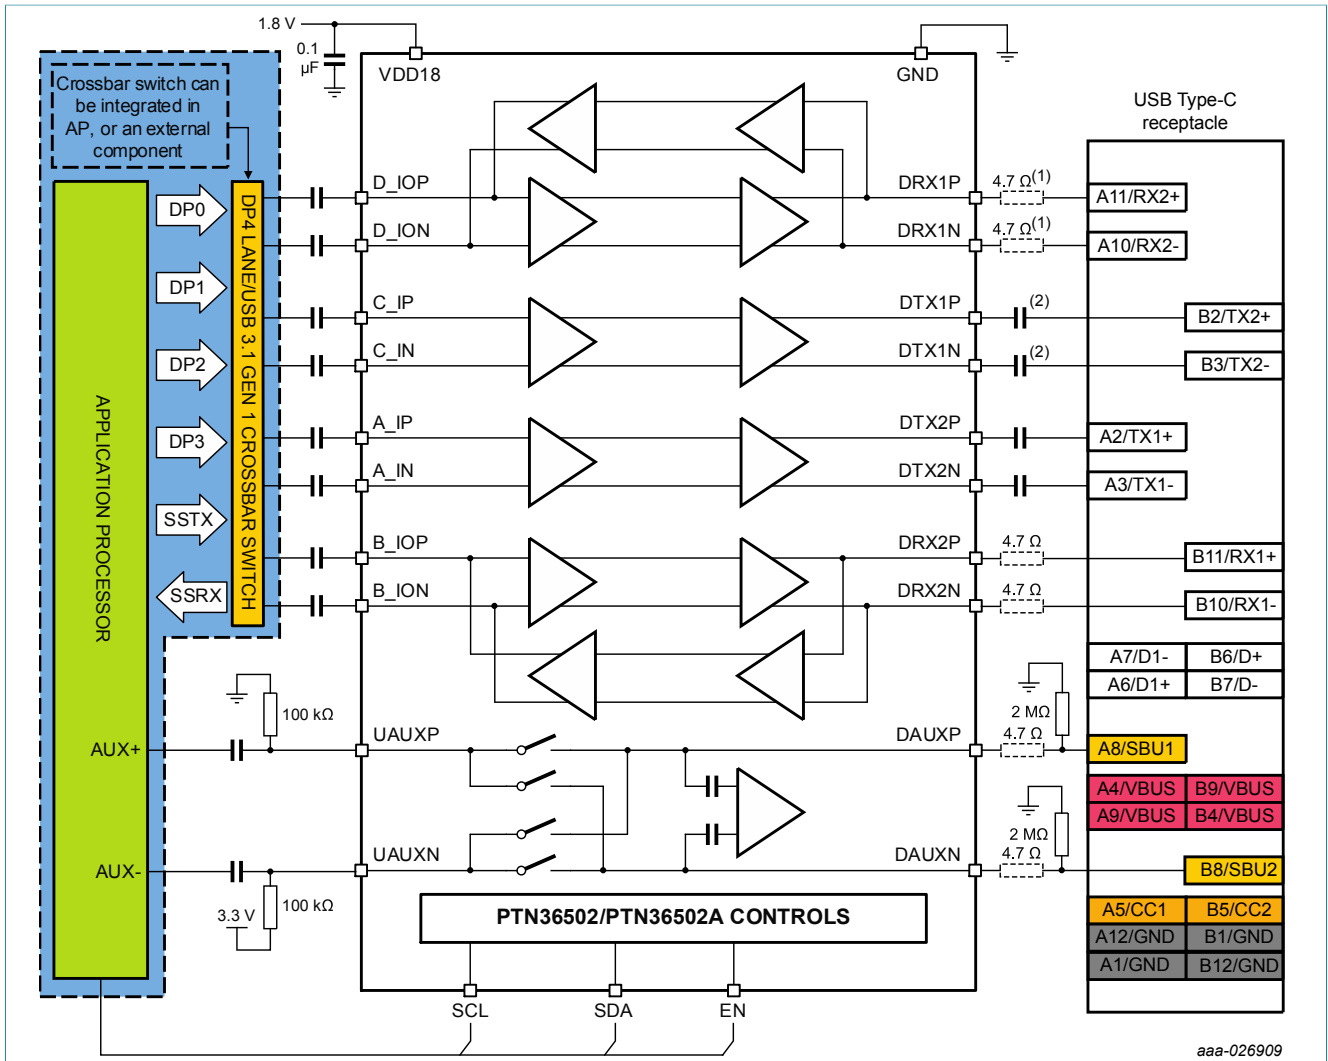 1.8 V
0.1
µF
VDD18
GND
Crossbar switch can
be integrated in
AP, or an external
component
USB Type-C
receptacle
APPLICATION PROCESSOR
DP4 LANE/USB 3.1 GEN 1 CROSSBAR SWITCH
DP0
DP1
DP2
DP3
SSTX
SSRX
D_IOP
DRX1P
4.7 Ω(1)
A11/RX2+
D_ION
DRX1N
4.7 Ω(1)
A10/RX2-
C_IP
DTX1P
(2)
B2/TX2+
C_IN
DTX1N
(2)
B3/TX2-
A_IP
DTX2P
A2/TX1+
A_IN
DTX2N
A3/TX1-
B_IOP
DRX2P
4.7 Ω
B11/RX1+
B_ION
DRX2N
4.7 Ω
B10/RX1-
A7/D1- B6/D+
A6/D1+ B7/D-
100 kΩ
2 MΩ
AUX+
UAUXP
DAUXP
4.7 Ω
A8/SBU1
A4/VBUS B9/VBUS
A9/VBUS B4/VBUS
2 MΩ
AUX-
UAUXN
DAUXN
4.7 Ω
B8/SBU2
3.3 V
100 kΩ
PTN36502/PTN36502A CONTROLS
A5/CC1 B5/CC2
A12/GND B1/GND
A1/GND B12/GND
SCL
SDA
EN
aaa-026909